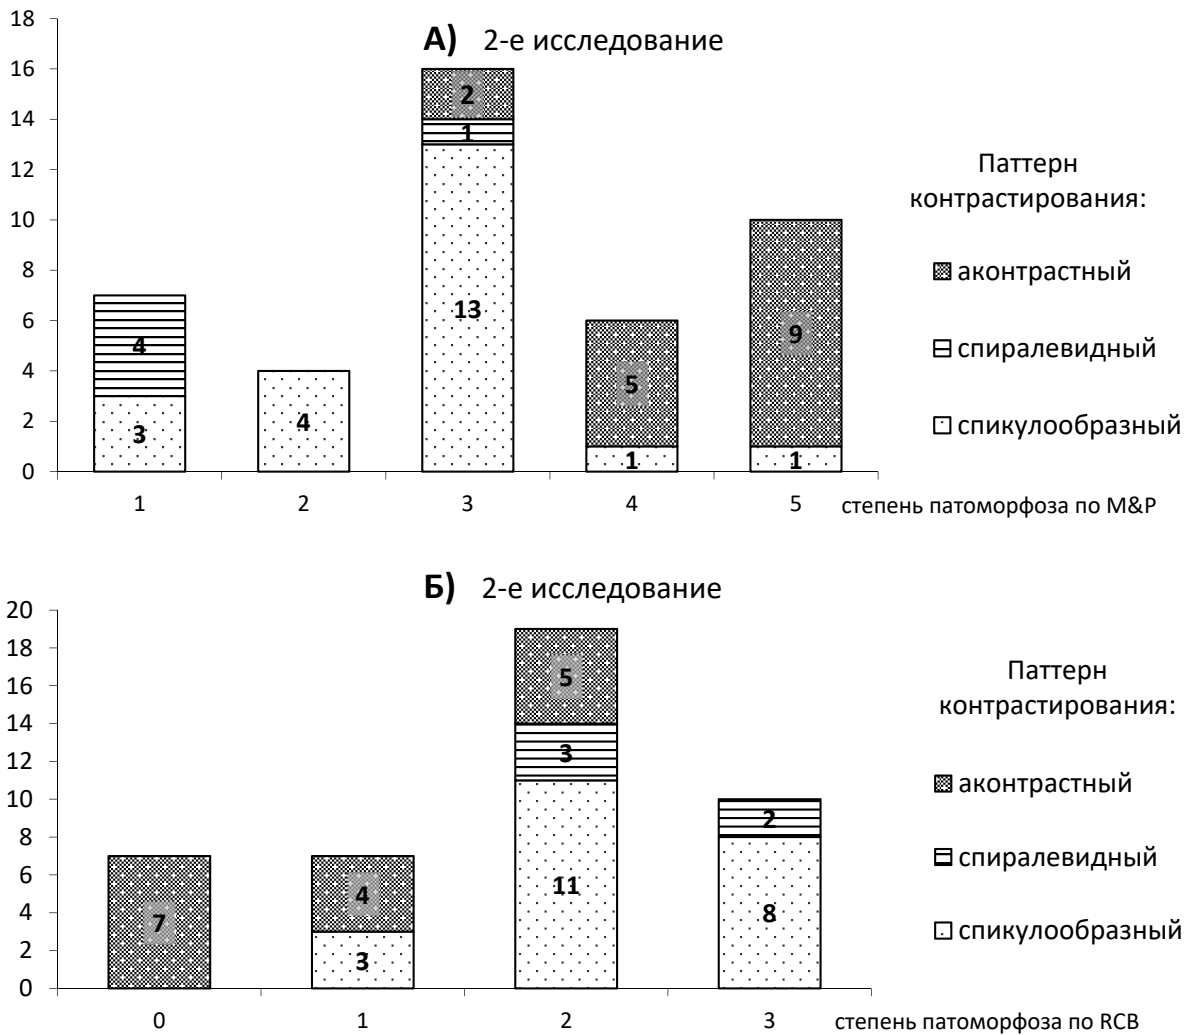 А) 2-е исследование
18
16
14
12
10
8
6
4
2
0
4
3
4
2
1
13
5
1
9
1
1 2 3 4 5 степень патоморфоза по M&P
Паттерн
контрастирования:
аконтрастный
спиралевидный
спикулообразный
Б) 2-е исследование
20
18
16
14
12
10
8
6
4
2
0
7
4
3
5
3
11
2
8
0 1 2 3 степень патоморфоза по RCB
Паттерн
контрастирования:
аконтрастный
спиралевидный
спикулообразный